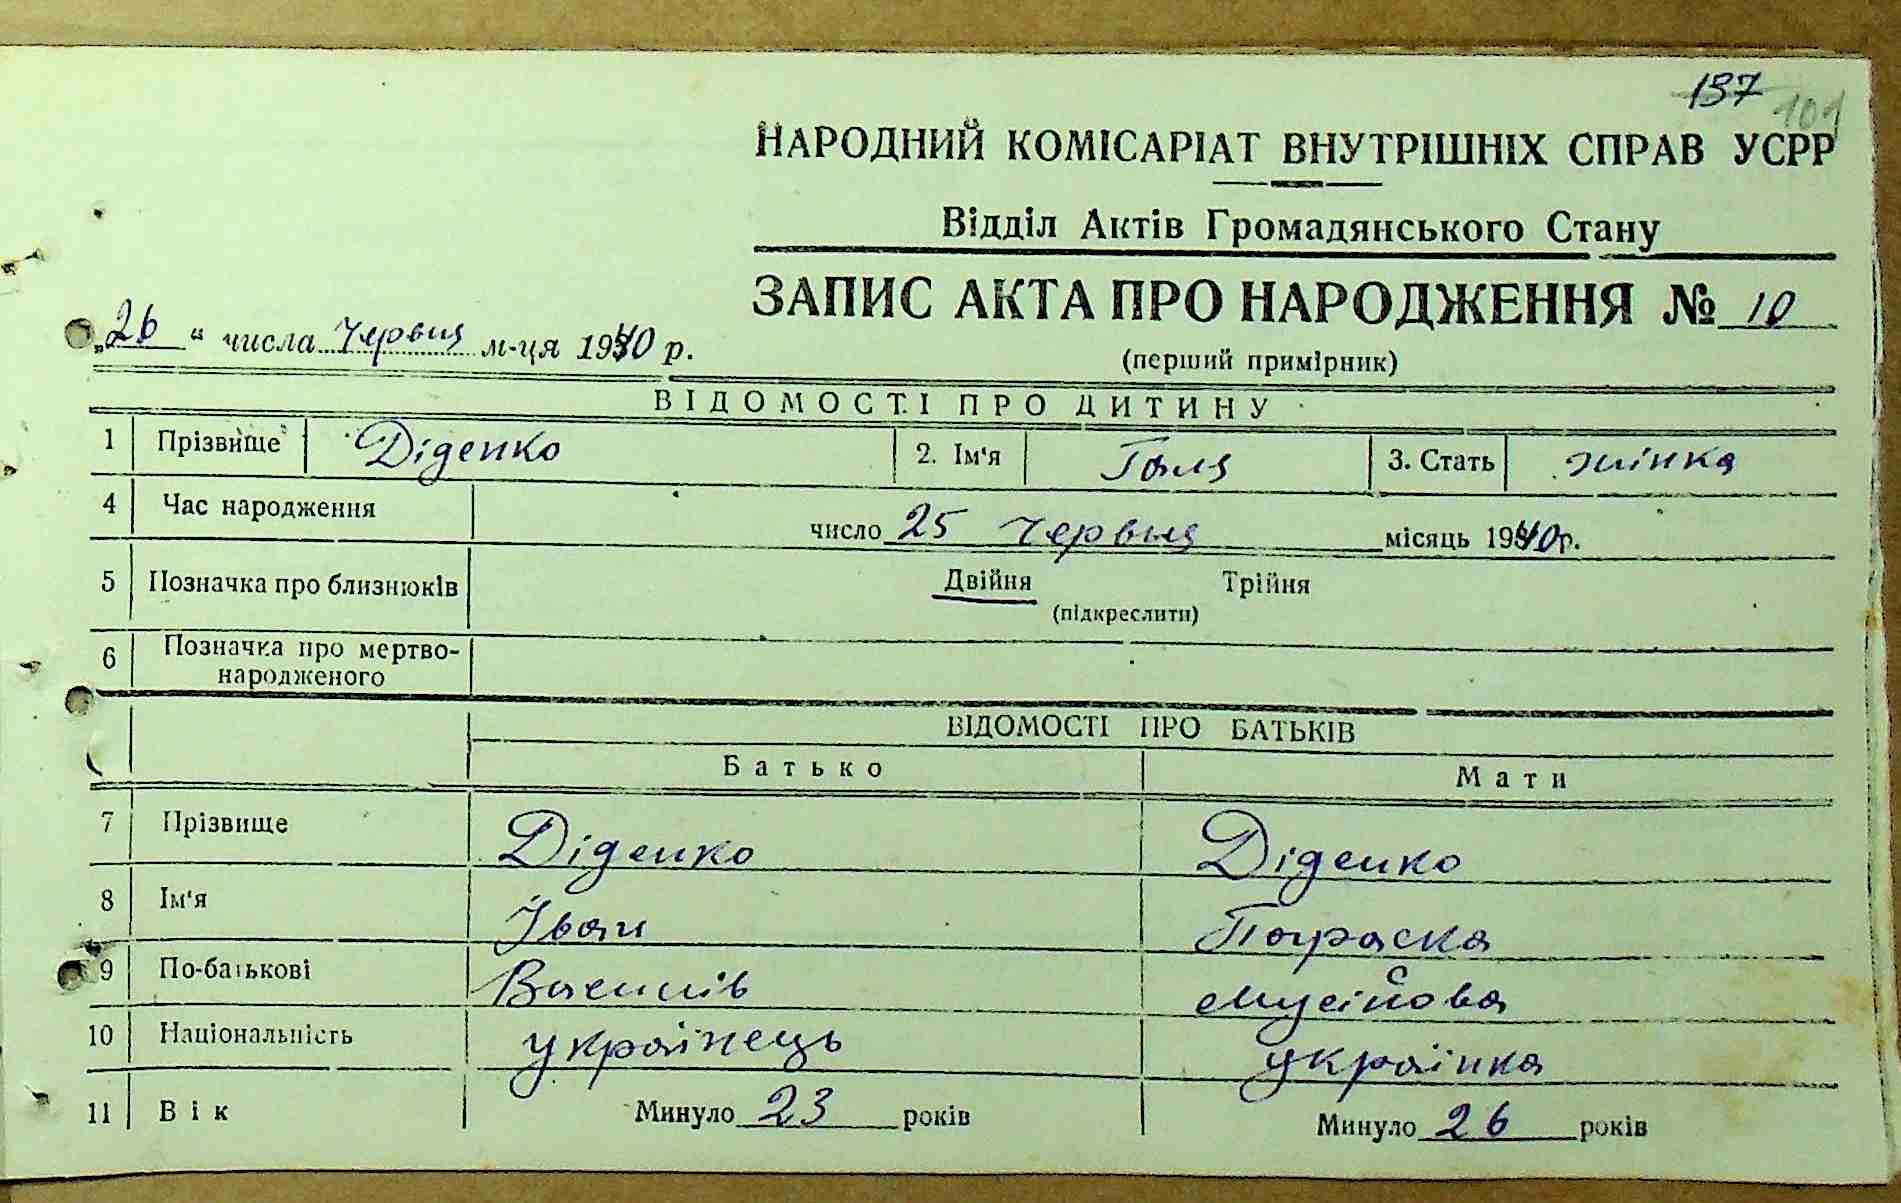 137 101
НАРОДНИЙ КОМІСАРІАТ ВНУТРІШНІХ СПРАВ УСРР
Відділ Актів Громадянського Стану
ЗАПИС АКТА ПРО НАРОДЖЕННЯ № 10
„26“ числа Червня м-ця 1940 р.
(перший примірник)
ВІДОМОСТІ ПРО ДИТИНУ
1 Прізвище Діденко 2. Ім'я Галя 3. Стать жінка
4 Час народження число 25 Червня місяць 1940р.
5 Позначка про близнюків Двійня Трійня
(підкреслити)
6 Позначка про мертво-
народженого
ВІДОМОСТІ ПРО БАТЬКІВ
Батько Мати
7 Прізвище Діденко Діденко
8 Ім'я Іван Параска
9 По-батькові Василів Мусійова
10 Національність українець українка
11 Вік Минуло 23 років Минуло 26 років